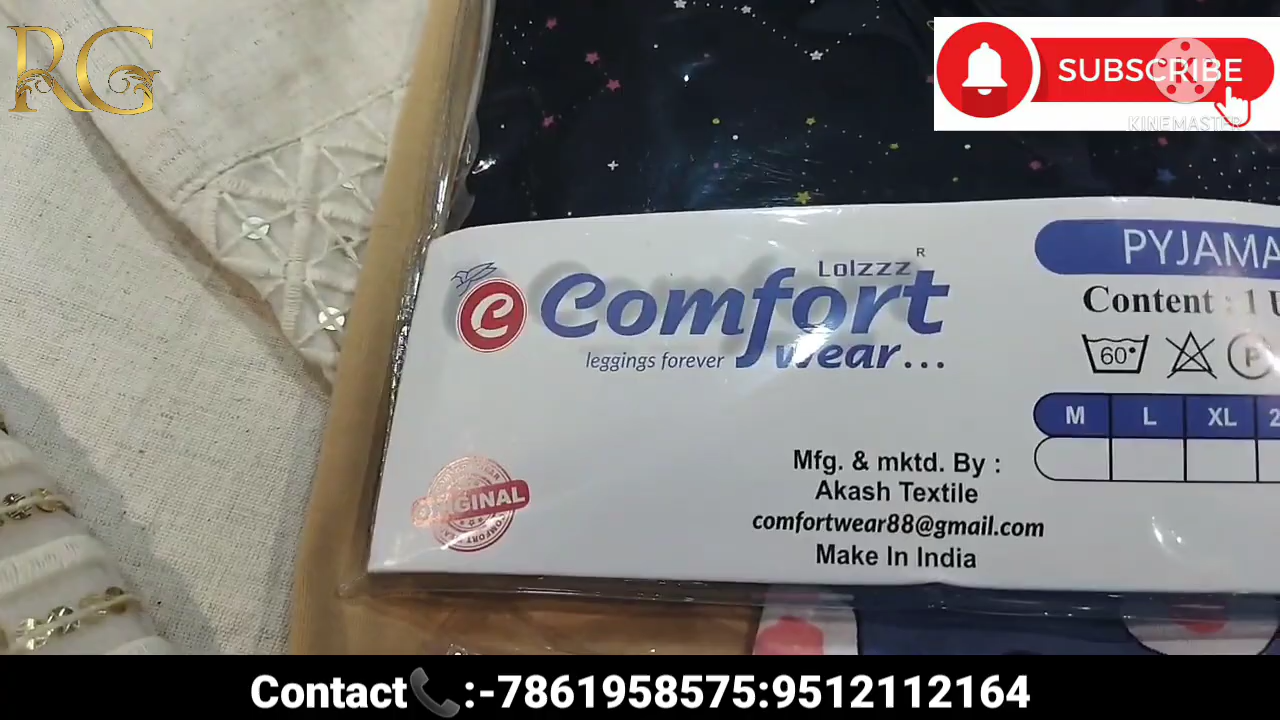 RG
SUBSCRIBE
KINEMASTER
Lolzzz R
Comfort
leggings forever wear...
PYJAMA
Content : 1
60°
P
M L XL 2
ORIGINAL
Mfg. & mktd. By :
Akash Textile
comfortwear88@gmail.com
Make In India
Contact📞:-7861958575:9512112164